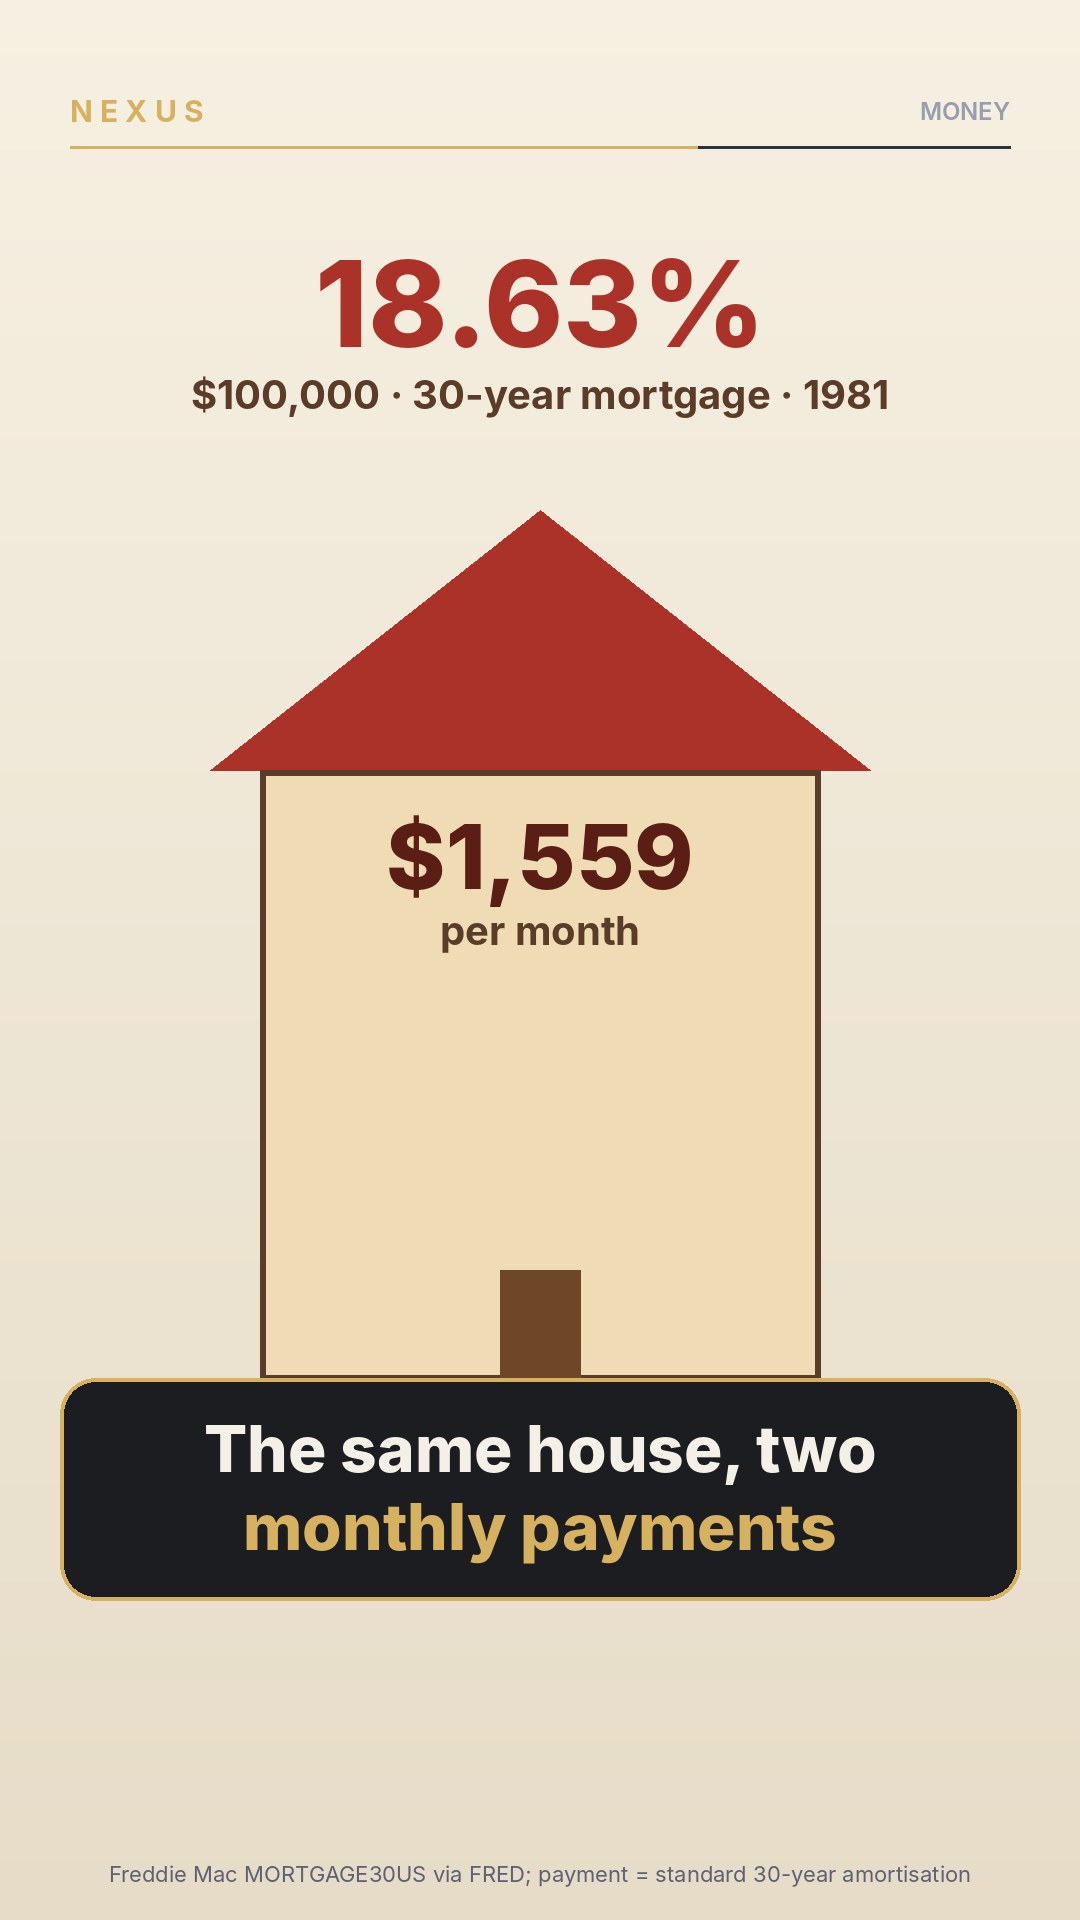 NEXUS
MONEY
18.63%
$100,000 · 30-year mortgage · 1981
$1,559
per month
The same house, two
monthly payments
Freddie Mac MORTGAGE30US via FRED; payment = standard 30-year amortisation